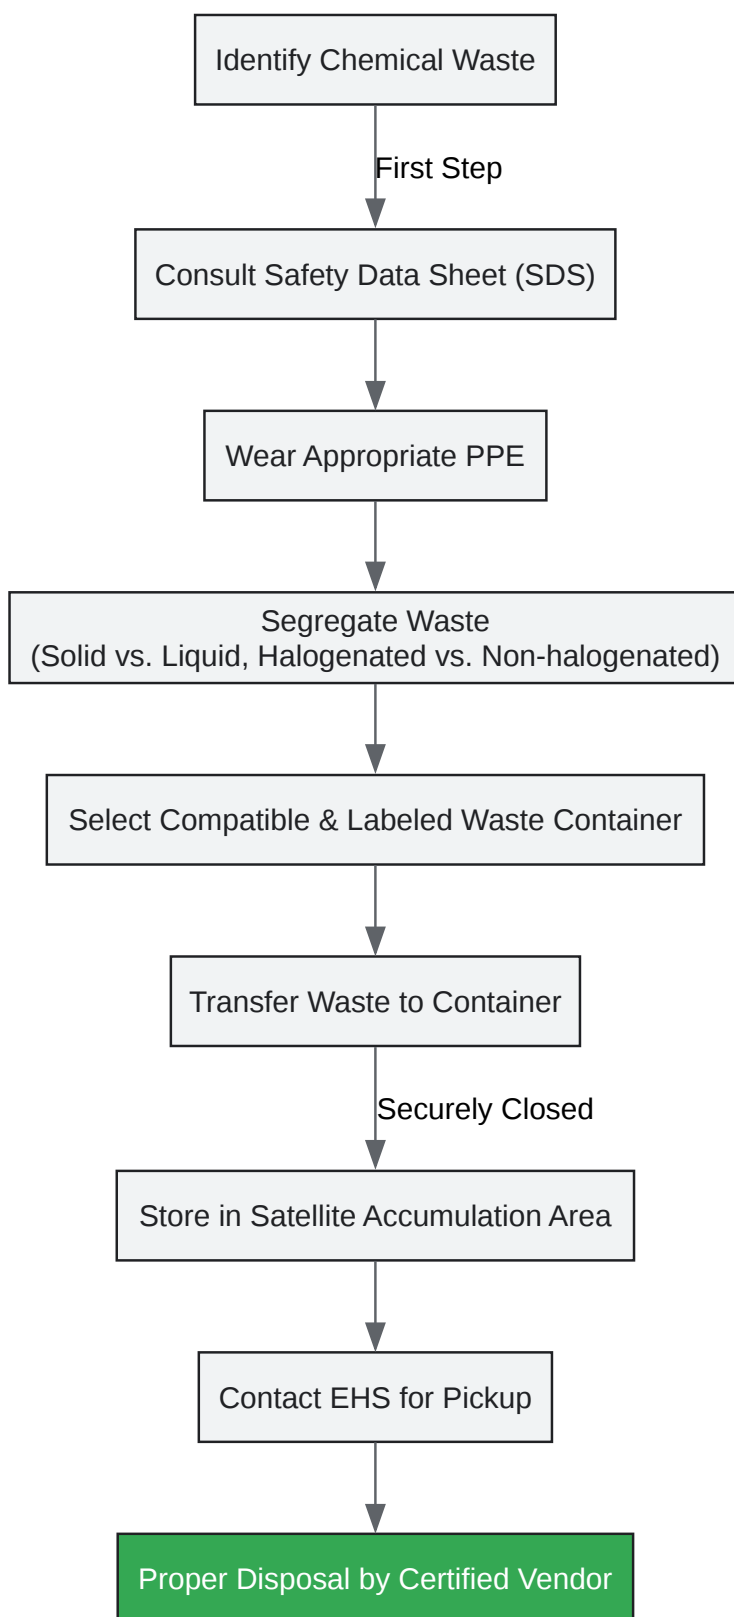 Identify Chemical Waste
First Step
Consult Safety Data Sheet (SDS)
Wear Appropriate PPE
Segregate Waste
(Solid vs. Liquid, Halogenated vs. Non-halogenated)
Select Compatible & Labeled Waste Container
Transfer Waste to Container
Securely Closed
Store in Satellite Accumulation Area
Contact EHS for Pickup
Proper Disposal by Certified Vendor